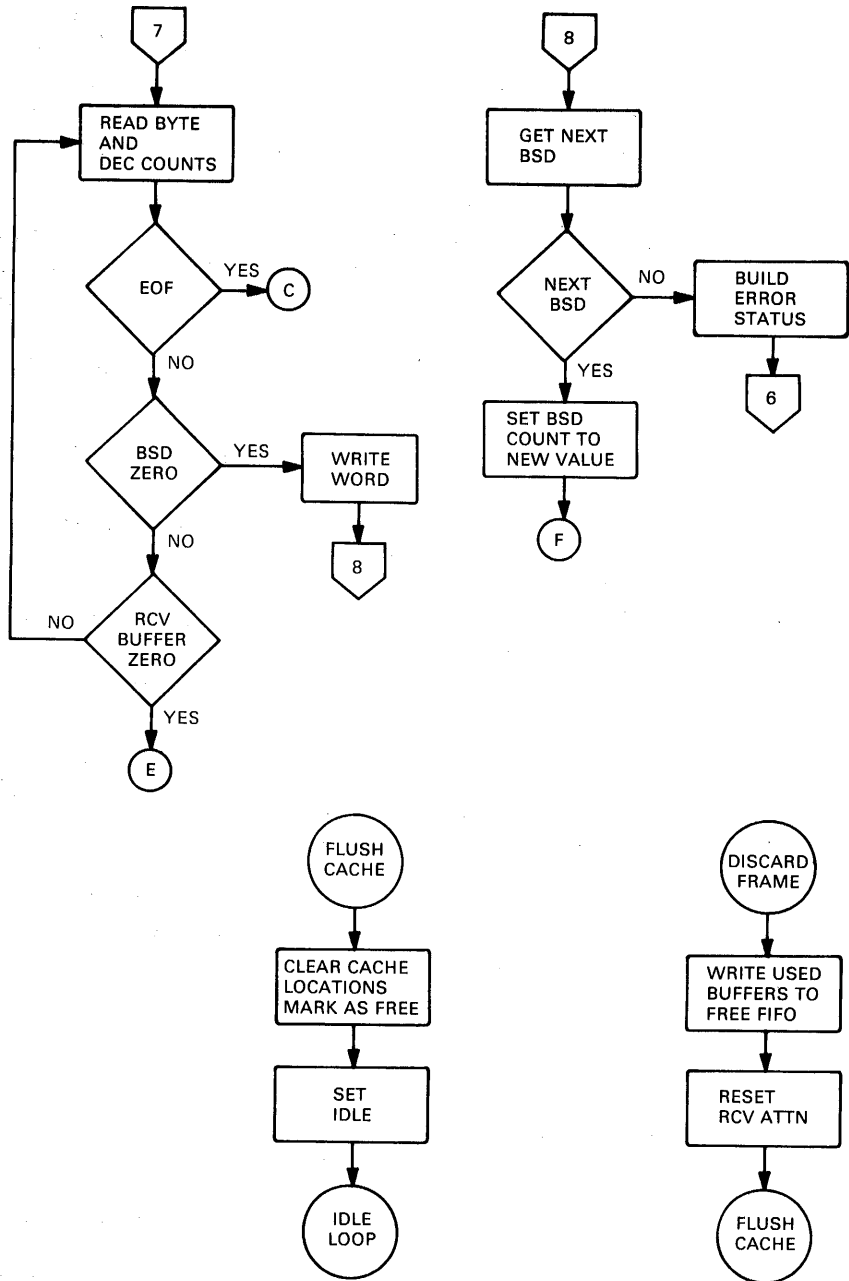 7
READ BYTE
AND
DEC COUNTS
EOF
YES
C
NO
BSD
ZERO
YES
WRITE
WORD
8
NO
RCV
BUFFER
ZERO
NO
YES
E
8
GET NEXT
BSD
NEXT
BSD
NO
BUILD
ERROR
STATUS
6
YES
SET BSD
COUNT TO
NEW VALUE
F
FLUSH
CACHE
CLEAR CACHE
LOCATIONS
MARK AS FREE
SET
IDLE
IDLE
LOOP
DISCARD
FRAME
WRITE USED
BUFFERS TO
FREE FIFO
RESET
RCV ATTN
FLUSH
CACHE